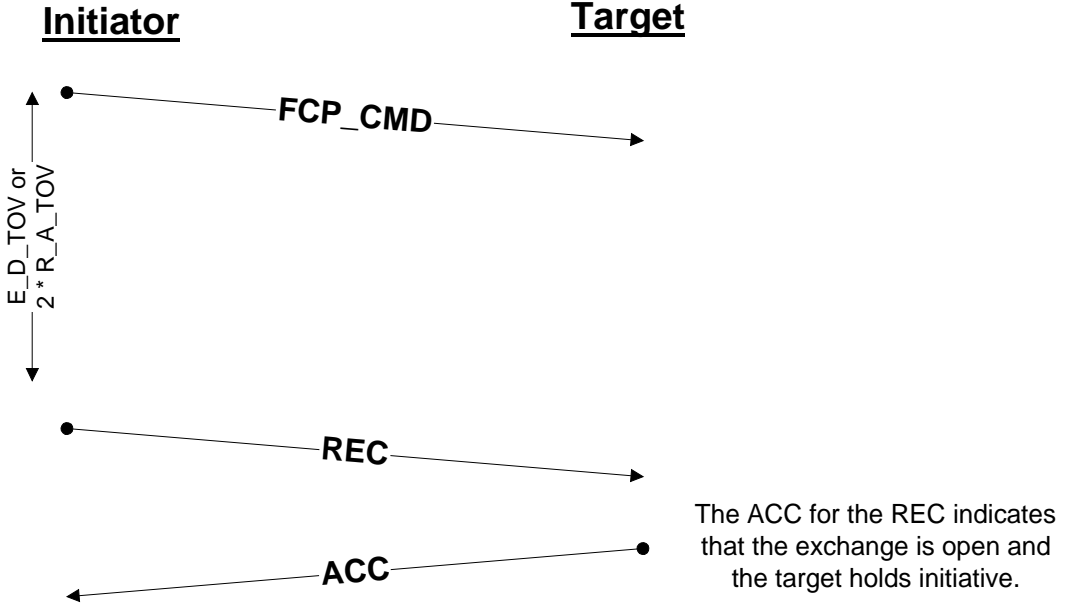 Initiator
Target
FCP_CMD
E_D_TOV or
2 * R_A_TOV
REC
The ACC for the REC indicates
that the exchange is open and
the target holds initiative.
ACC